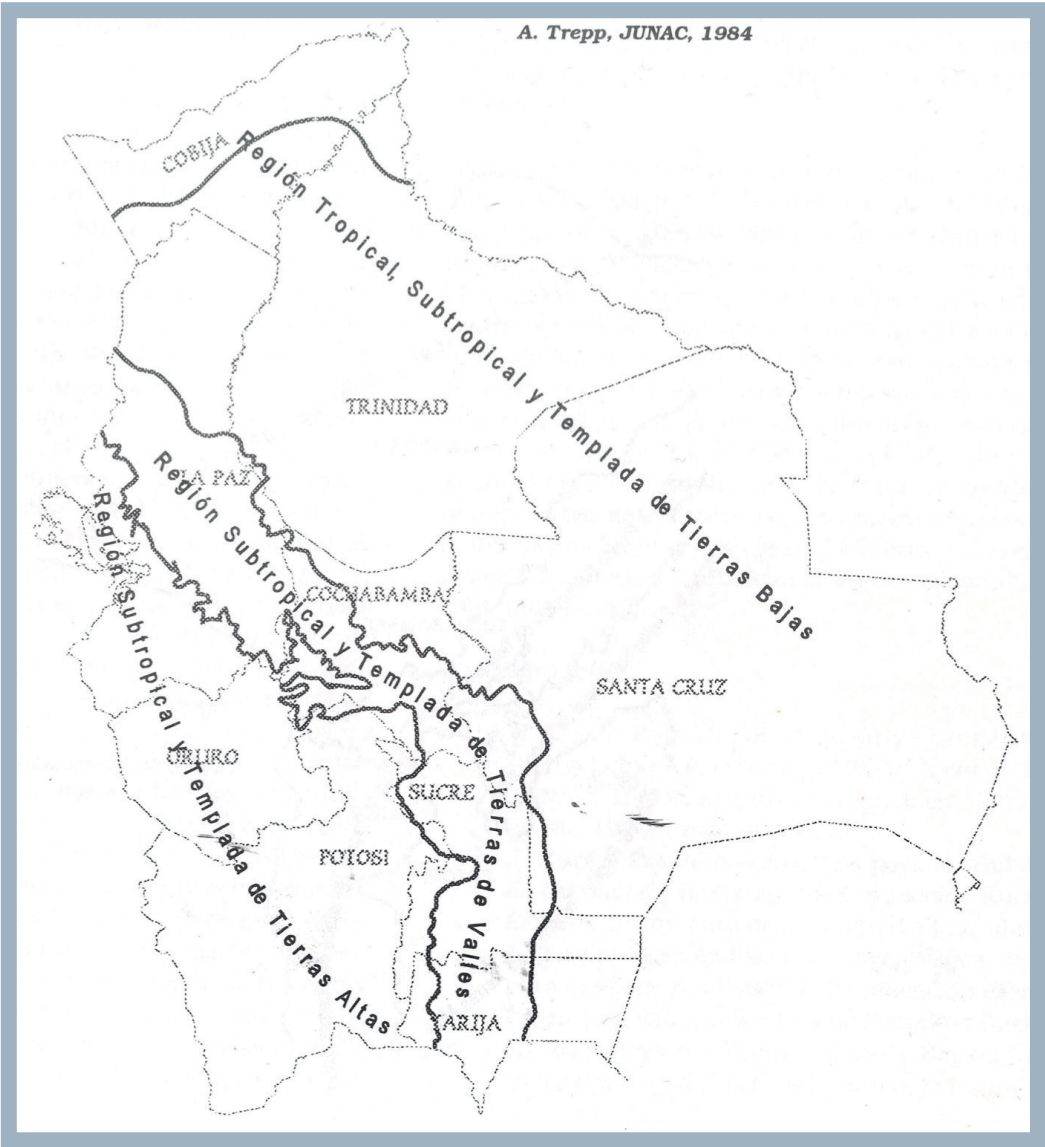 A. Trepp, JUNAC, 1984
COBIJA
Región Tropical, Subtropical y Templada de Tierras Bajas
TRINIDAD
LA PAZ
Región Subtropical y Templada de Tierras de Valles
Región Subtropical y Templada de Tierras Altas
COCHABAMBA
SANTA CRUZ
ORURO
SUCRE
POTOSI
TARIJA